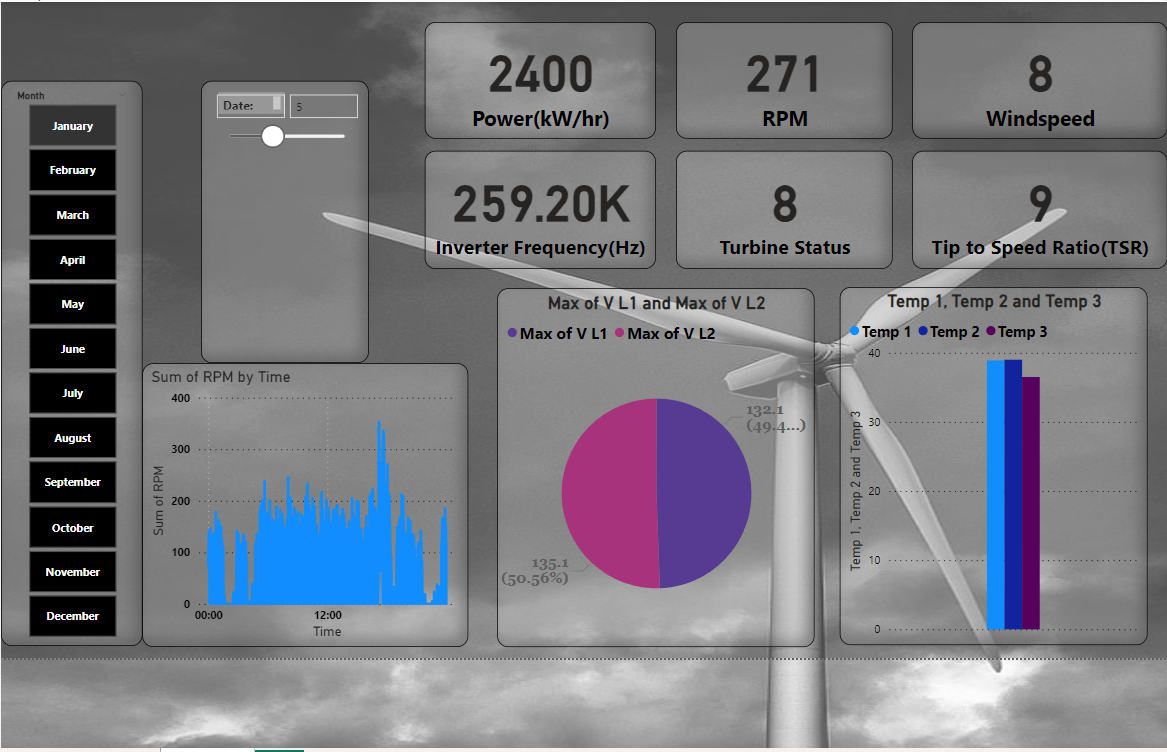 Month
January
February
March
April
May
June
July
August
September
October
November
December
Date:
5
2400
Power(kW/hr)
271
RPM
8
Windspeed
259.20K
Inverter Frequency(Hz)
8
Turbine Status
9
Tip to Speed Ratio(TSR)
Sum of RPM by Time
Sum of RPM
400
300
200
100
0
00:00
12:00
Time
Max of V L1 and Max of V L2
Max of V L1
Max of V L2
132.1
(49.4...)
135.1
(50.56%)
Temp 1, Temp 2 and Temp 3
Temp 1
Temp 2
Temp 3
Temp 1, Temp 2 and Temp 3
40
30
20
10
0